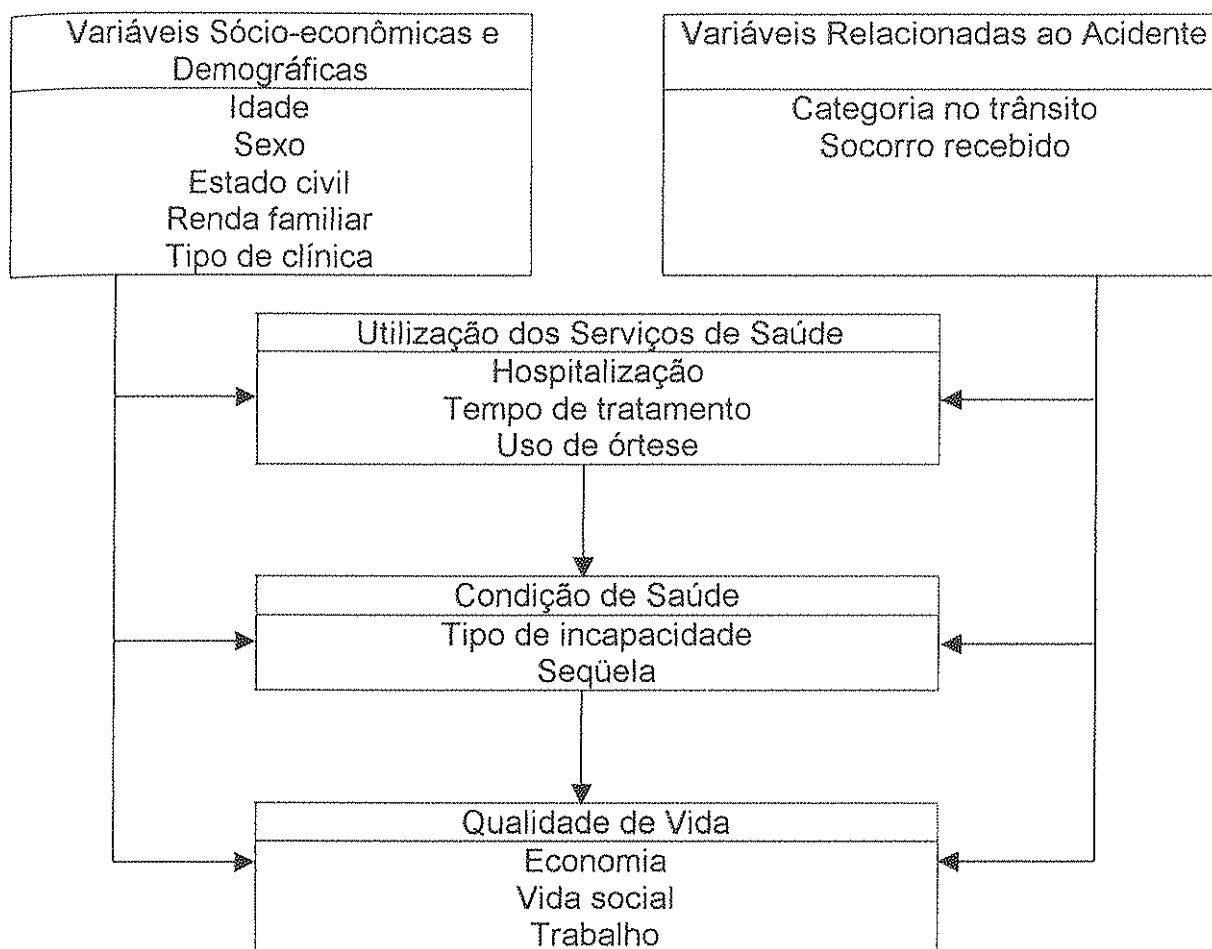 Variáveis Sócio-econômicas e
Demográficas
Idade
Sexo
Estado civil
Renda familiar
Tipo de clínica
Variáveis Relacionadas ao Acidente
Categoria no trânsito
Socorro recebido
Utilização dos Serviços de Saúde
Hospitalização
Tempo de tratamento
Uso de órtese
Condição de Saúde
Tipo de incapacidade
Seqüela
Qualidade de Vida
Economia
Vida social
Trabalho